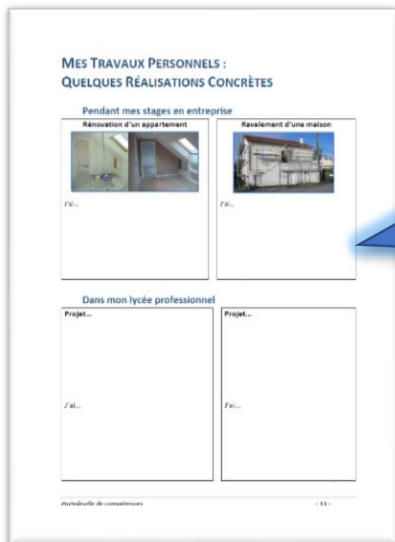 MES TRAVAUX PERSONNELS :
QUELQUES RÉALISATIONS CONCRÈTES
Pendant mes stages en entreprise
Rénovation d'un appartement
Ravalement d'une maison
J'ai...
J'ai...
Dans mon lycée professionnel
Projet...
Projet...
J'ai...
J'ai...
Portefeuille de compétences
- 11 -